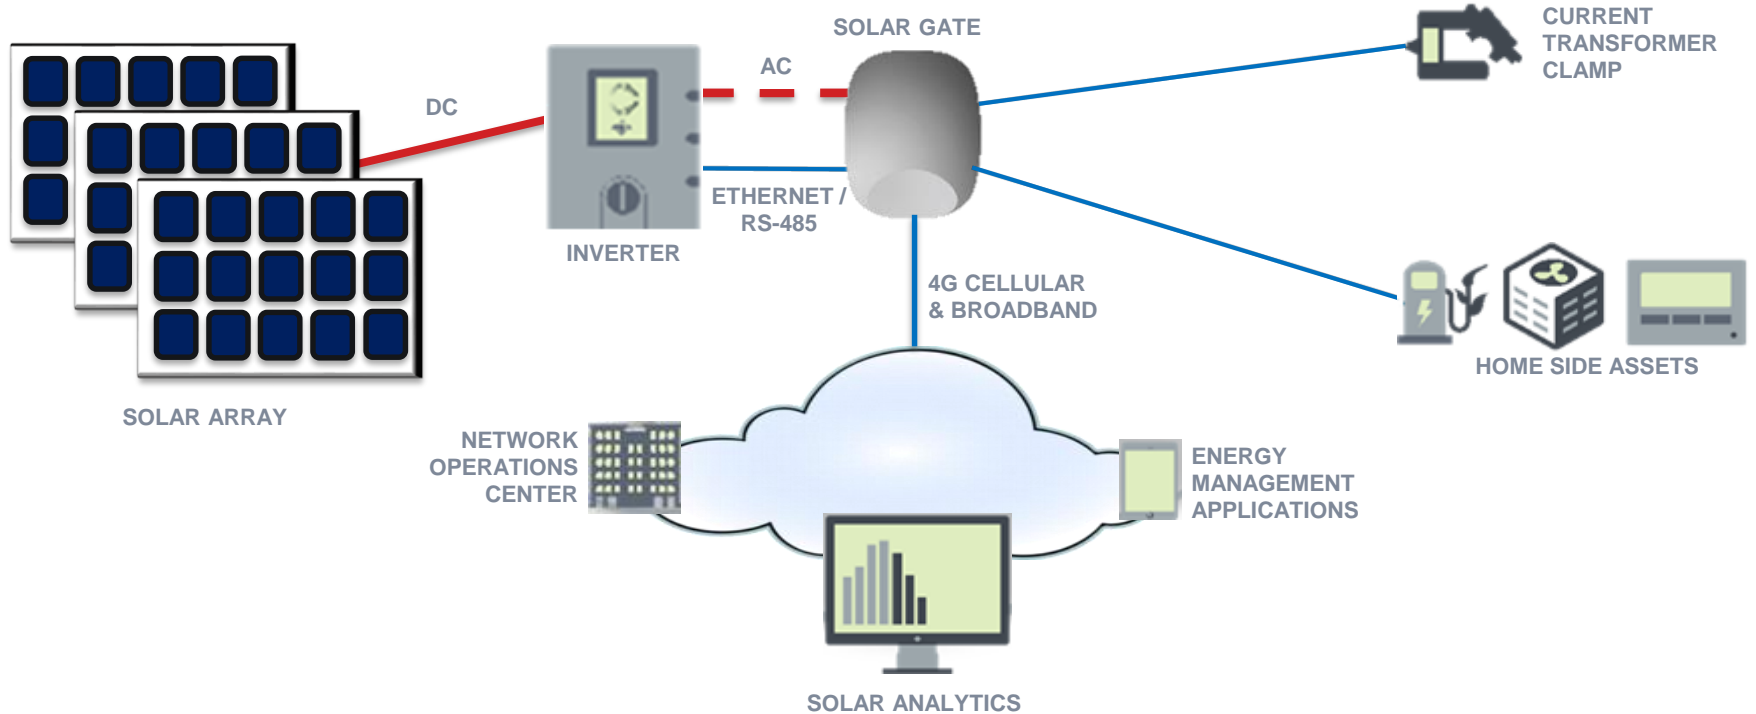 SOLAR GATE
CURRENT
TRANSFORMER
CLAMP
AC
DC
ETHERNET /
RS-485
INVERTER
4G CELLULAR
& BROADBAND
HOME SIDE ASSETS
SOLAR ARRAY
NETWORK
OPERATIONS
CENTER
ENERGY
MANAGEMENT
APPLICATIONS
SOLAR ANALYTICS